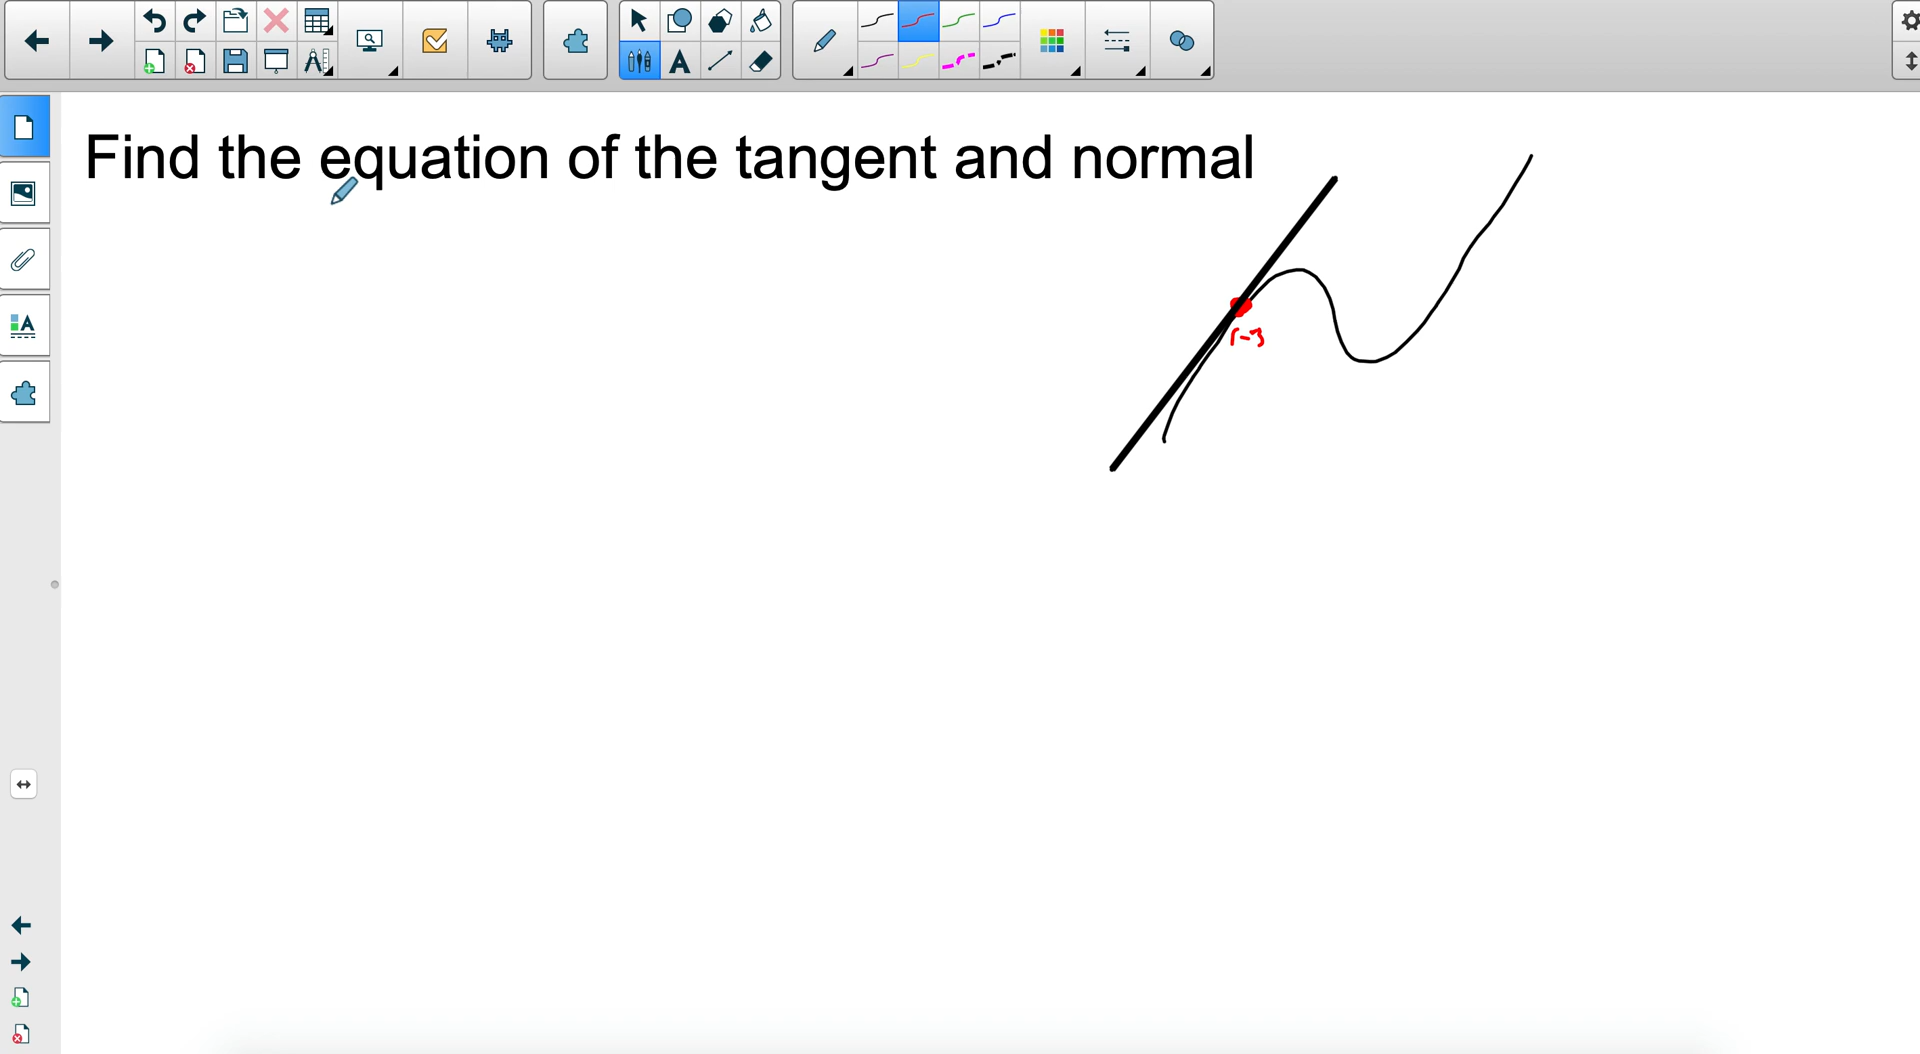 Find the equation of the tangent and normal